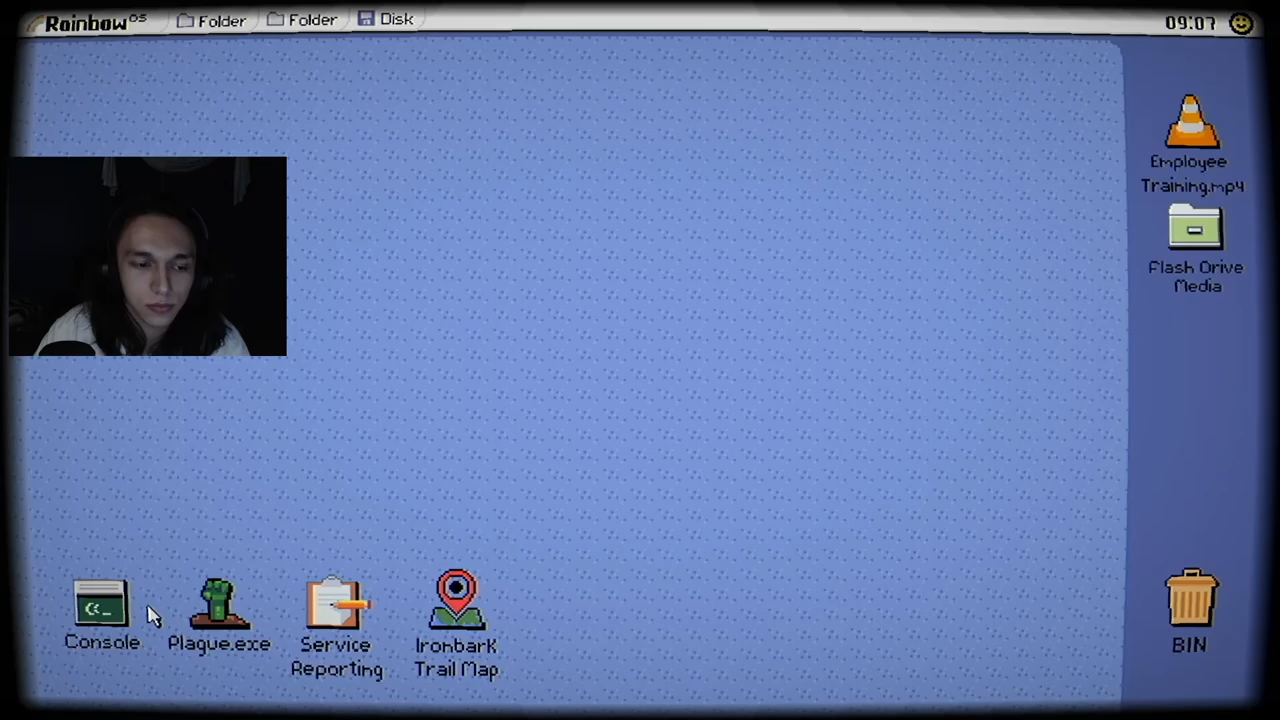 Rainbow OS
Folder
Folder
Disk
09:07
Employee
Training.mp4
Flash Drive
Media
Console
Plague.exe
Service
Reporting
Ironbark
Trail Map
BIN